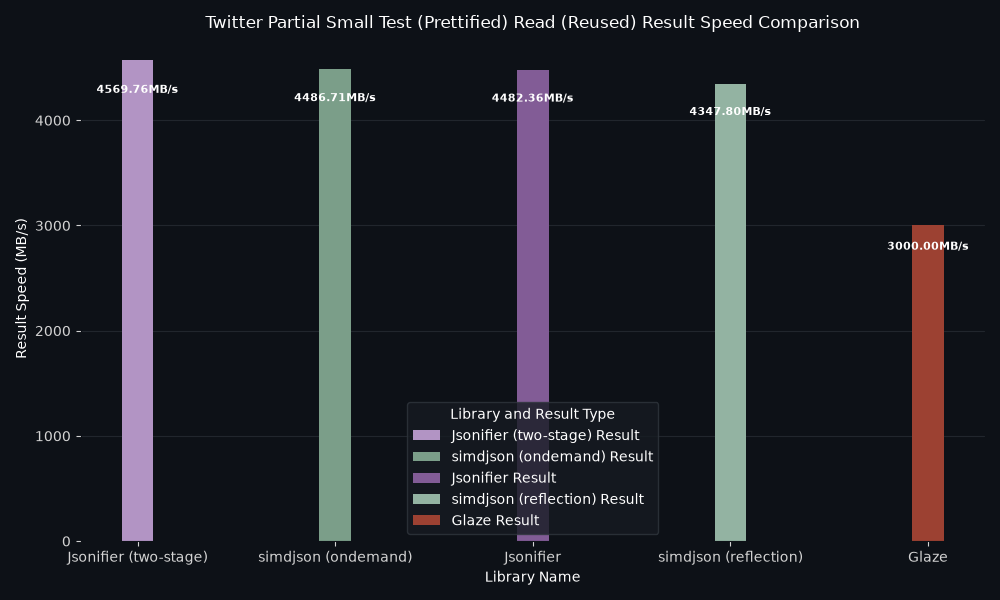 Twitter Partial Small Test (Prettified) Read (Reused) Result Speed Comparison
4569.76MB/s
4486.71MB/s
4482.36MB/s
4347.80MB/s
3000.00MB/s
Result Speed (MB/s)
4000
3000
2000
1000
0
Library and Result Type
Jsonifier (two-stage) Result
simdjson (ondemand) Result
Jsonifier Result
simdjson (reflection) Result
Glaze Result
Jsonifier (two-stage)
simdjson (ondemand)
Jsonifier
simdjson (reflection)
Glaze
Library Name